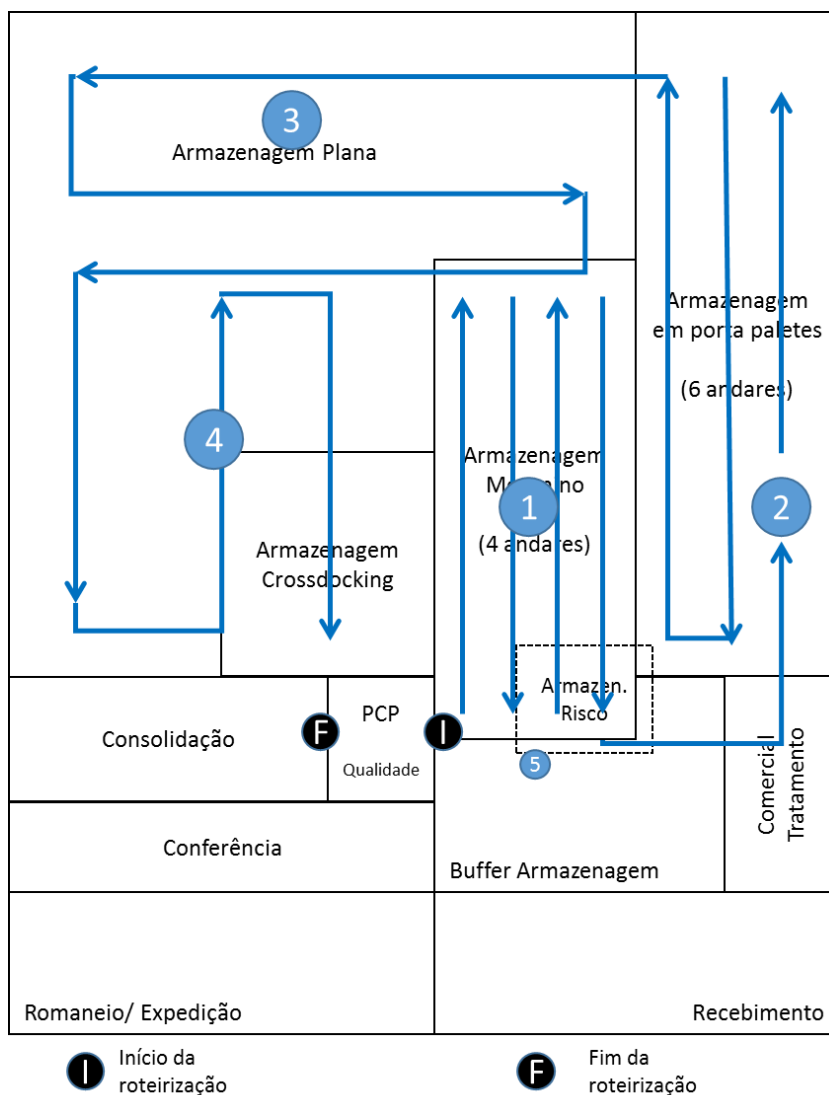 3
Armazenagem Plana
Armazenagem
em porta paletes
(6 andares)
4
Armazenagem
1
(4 andares)
2
Armazenagem
Crossdocking
Armazen.
Risco
PCP
Qualidade
F
I
5
Consolidação
Comercial
Tratamento
Conferência
Buffer Armazenagem
Romaneio/ Expedição
Recebimento
I
Início da
roteirização
F
Fim da
roteirização